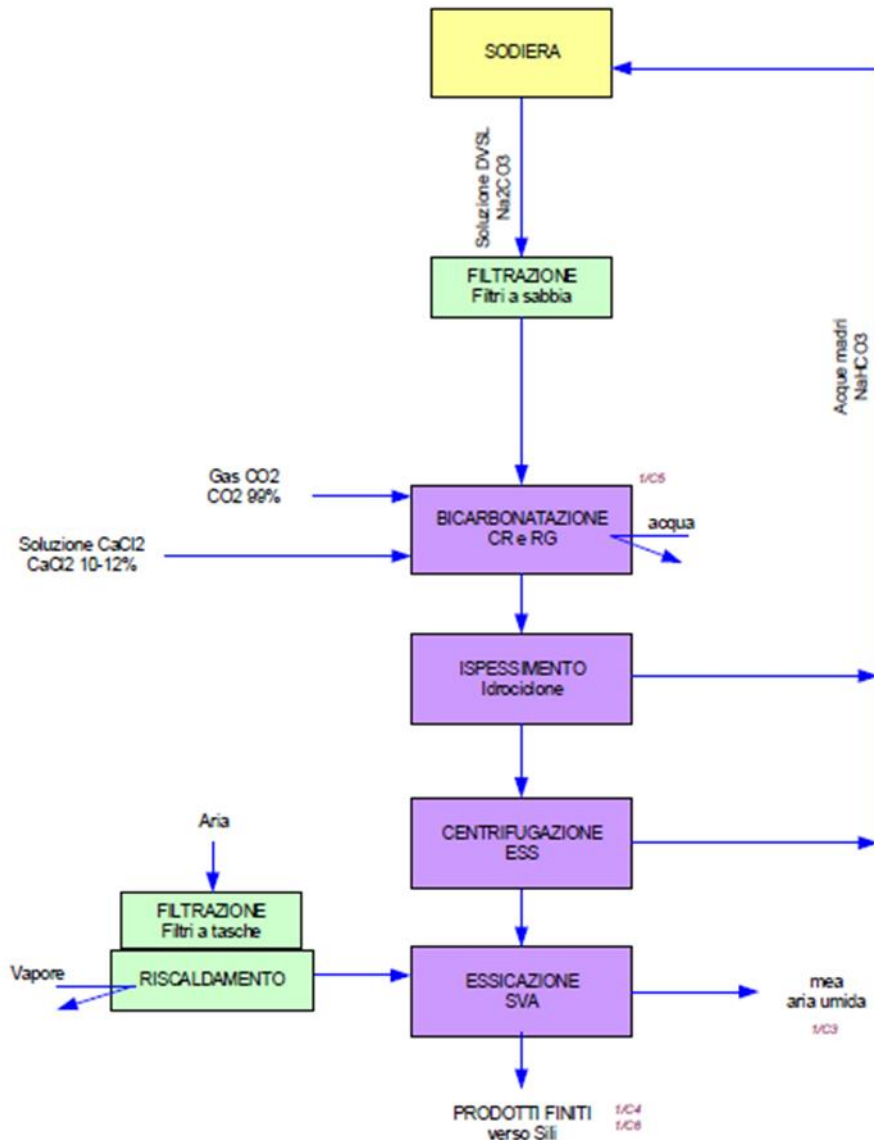 SODIERA
Soluzione DVSL
Na2CO3
FILTRAZIONE
Filtri a sabbia
Acque madri
NaHCO3
Gas CO2
CO2 99%
1/C5
BICARBONATAZIONE
CR e RG
acqua
Soluzione CaCl2
CaCl2 10-12%
ISPESSIMENTO
Idrociclone
CENTRIFUGAZIONE
ESS
Aria
FILTRAZIONE
Filtri a tasche
Vapore
RISCALDAMENTO
ESSICAZIONE
SVA
mea
aria umida
1/C3
PRODOTTI FINITI
verso Sili
1/C4
1/C6